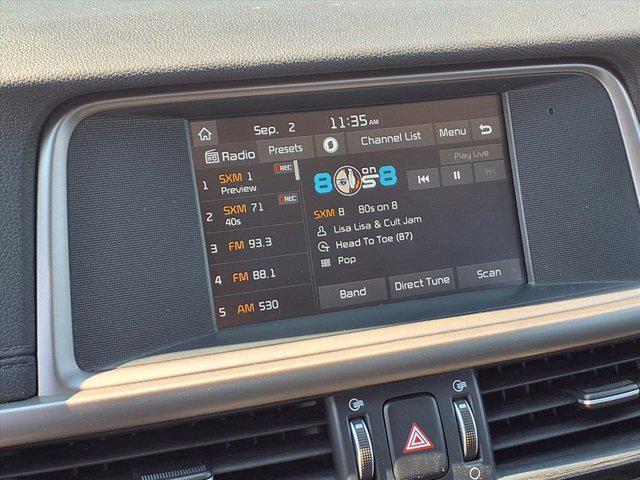 Sep. 2 11:35 AM
Radio Presets Channel List Menu
1 SXM 1 REC
Preview
2 SXM 71 REC
40s
3 FM 93.3
4 FM 88.1
5 AM 530
80s on 8
SXM 8 80s on 8
Lisa Lisa & Cult Jam
Head To Toe (87)
Pop
Play Live
Band Direct Tune Scan